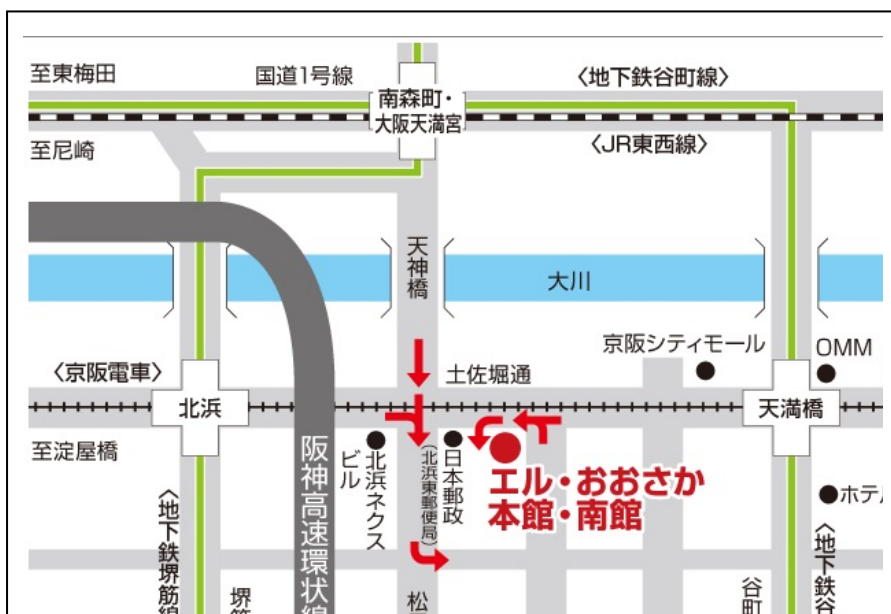 至東梅田
国道1号線
〈地下鉄谷町線〉
南森町・
大阪天満宮
至尼崎
〈JR東西線〉
天神橋
大川
京阪シティモール
OMM
〈京阪電車〉
土佐堀通
北浜
天満橋
至淀屋橋
阪神高速環状線
北浜ネクス
ビル
(北浜東郵便局)
日本郵政
エル・おおさか
本館・南館
ホテル
〈地下鉄堺筋線
堺筋
松
谷町
〈地下鉄谷